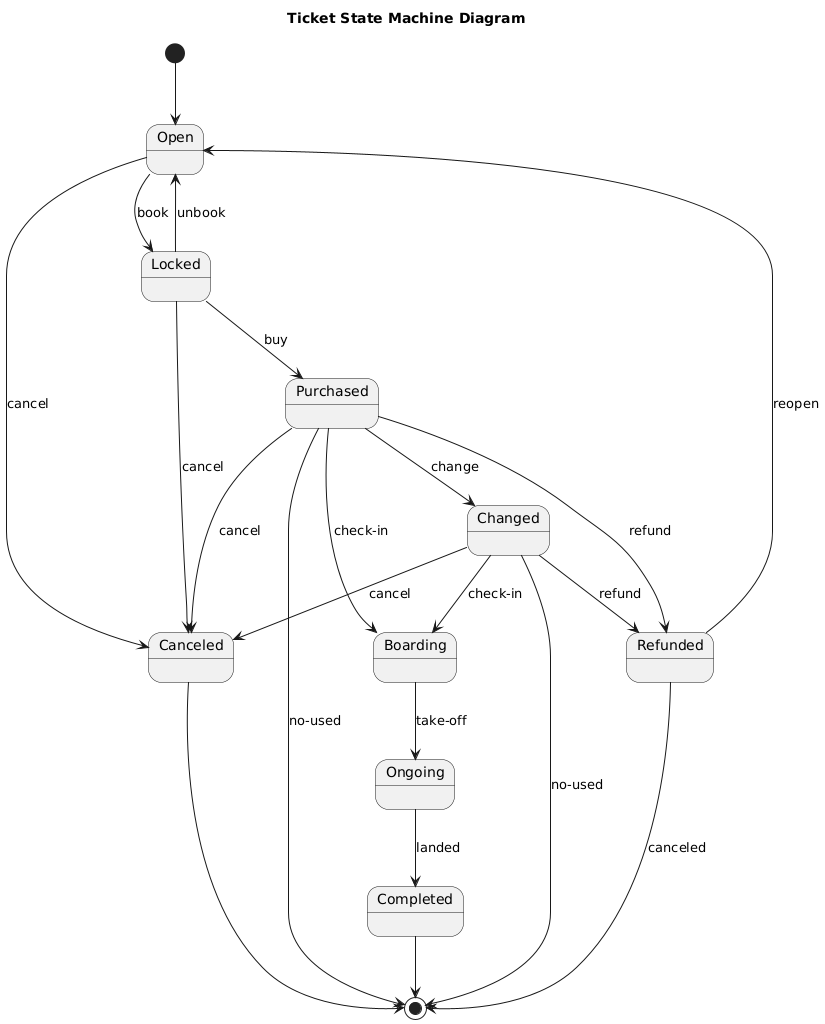 Ticket State Machine Diagram
Open
book
unbook
Locked
buy
Purchased
cancel
reopen
cancel
change
Changed
cancel
check-in
refund
cancel
check-in
refund
Canceled
Boarding
Refunded
no-used
take-off
Ongoing
no-used
landed
canceled
Completed